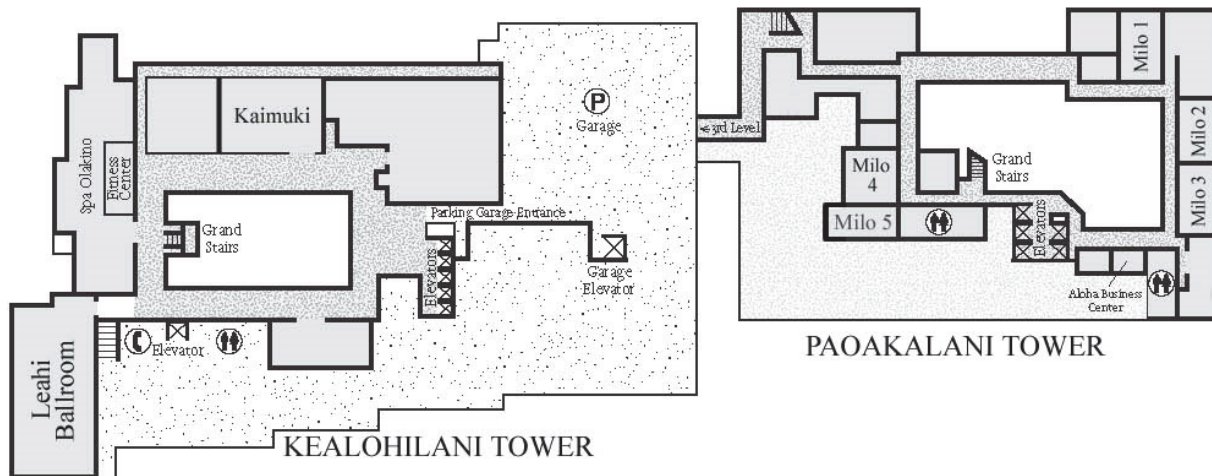 Kaimuki
Spa Olakino
Fitness
Center
Grand
Stairs
P
Garage
Parking Garage Entrance
Elevators
Garage
Elevator
Elevator
Leahi
Ballroom
KEALOHILANI TOWER
3rd Level
Milo 1
Milo 2
Milo 3
Milo
4
Milo 5
Grand
Stairs
Elevators
Aloha Business
Center
PAOAKALANI TOWER